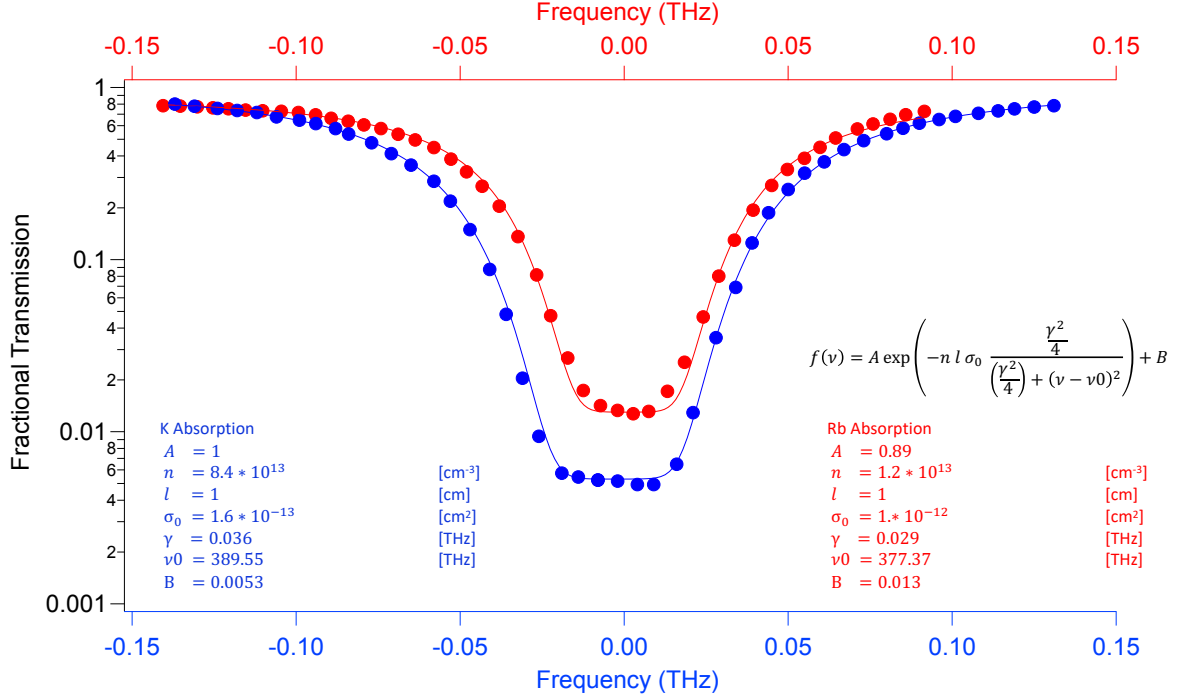 Frequency (THz)
-0.15 -0.10 -0.05 0.00 0.05 0.10 0.15
Fractional Transmission
1
8
6
4
2
0.1
8
6
4
2
0.01
8
6
4
2
0.001
f(ν) = A exp(−n l σ₀ (γ²/4)/((γ²/4) + (ν − ν0)²)) + B
K Absorption
A = 1
n = 8.4 * 10¹³ [cm⁻³]
l = 1 [cm]
σ₀ = 1.6 * 10⁻¹³ [cm²]
γ = 0.036 [THz]
ν0 = 389.55 [THz]
B = 0.0053
Rb Absorption
A = 0.89
n = 1.2 * 10¹³ [cm⁻³]
l = 1 [cm]
σ₀ = 1.* 10⁻¹² [cm²]
γ = 0.029 [THz]
ν0 = 377.37 [THz]
B = 0.013
-0.15 -0.10 -0.05 0.00 0.05 0.10 0.15
Frequency (THz)